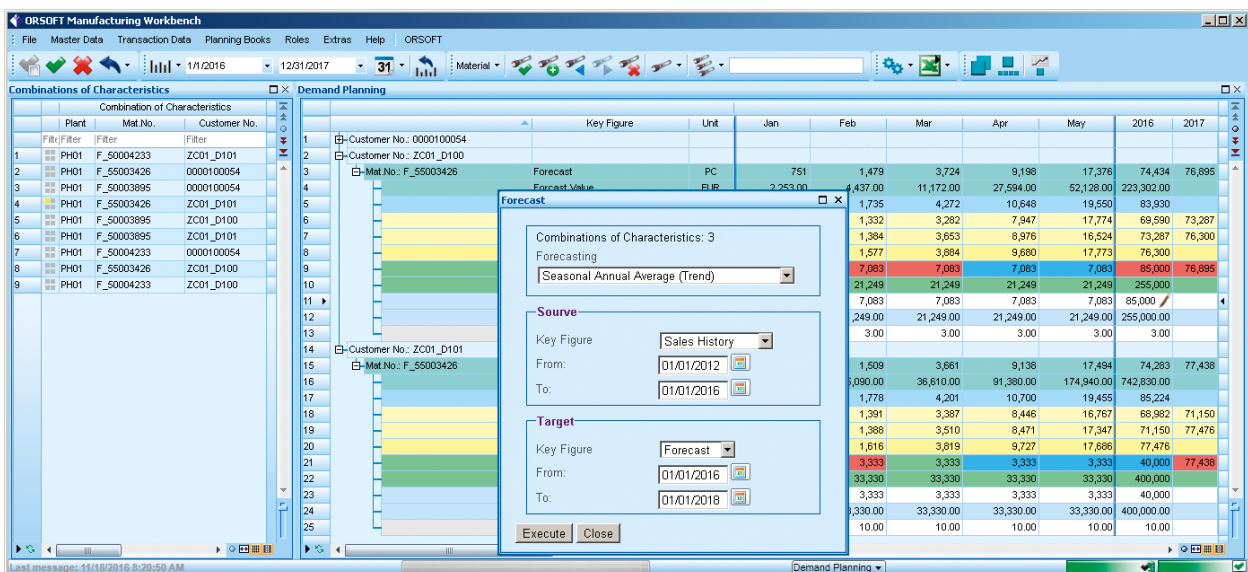 ORSOFT Manufacturing Workbench
File Master Data Transaction Data Planning Books Roles Extras Help ORSOFT
1/1/2016 12/31/2017 31 Material
Combinations of Characteristics
Demand Planning
Combination of Characteristics
Plant Mat.No. Customer No.
Filte Filter Filter Filter
1 PH01 F_50004233 ZC01_D101
2 PH01 F_55003426 0000100054
3 PH01 F_50003895 0000100054
4 PH01 F_55003426 ZC01_D101
5 PH01 F_50003895 ZC01_D100
6 PH01 F_50003895 ZC01_D101
7 PH01 F_50004233 0000100054
8 PH01 F_55003426 ZC01_D100
9 PH01 F_50004233 ZC01_D100
Key Figure Unit Jan Feb Mar Apr May 2016 2017
1 Customer No.: 0000100054
2 Customer No.: ZC01_D100
3 Mat.No.: F_55003426 Forecast PC 751 1,479 3,724 9,198 17,376 74,434 76,895
4 Forcast Value EUR 2,253.00 4,437.00 11,172.00 27,594.00 52,128.00 223,302.00
5 1,735 4,272 10,648 19,550 83,930
6 1,332 3,282 7,947 17,774 69,590 73,287
7 1,384 3,653 8,976 16,524 73,287 76,300
8 1,577 3,884 9,680 17,773 76,300
9 7,083 7,083 7,083 7,083 85,000 76,895
10 21,249 21,249 21,249 21,249 255,000
11 7,083 7,083 7,083 7,083 85,000
12 ,249.00 21,249.00 21,249.00 21,249.00 255,000.00
13 3.00 3.00 3.00 3.00 3.00
14 Customer No.: ZC01_D101
15 Mat.No.: F_55003426 1,509 3,661 9,138 17,494 74,283 77,438
16 ,090.00 36,610.00 91,380.00 174,940.00 742,830.00
17 1,778 4,201 10,700 19,455 85,224
18 1,391 3,387 8,446 16,767 68,982 71,150
19 1,388 3,510 8,471 17,347 71,150 77,476
20 1,616 3,819 9,727 17,686 77,476
21 3,333 3,333 3,333 3,333 40,000 77,438
22 33,330 33,330 33,330 33,330 400,000
23 3,333 3,333 3,333 3,333 40,000
24 ,330.00 33,330.00 33,330.00 33,330.00 400,000.00
25 10.00 10.00 10.00 10.00 10.00
Forecast
Combinations of Characteristics: 3
Forecasting
Seasonal Annual Average (Trend)
Sourve
Key Figure Sales History
From: 01/01/2012
To: 01/01/2016
Target
Key Figure Forecast
From: 01/01/2016
To: 01/01/2018
Execute Close
Last message: 11/18/2016 8:20:50 AM
Demand Planning